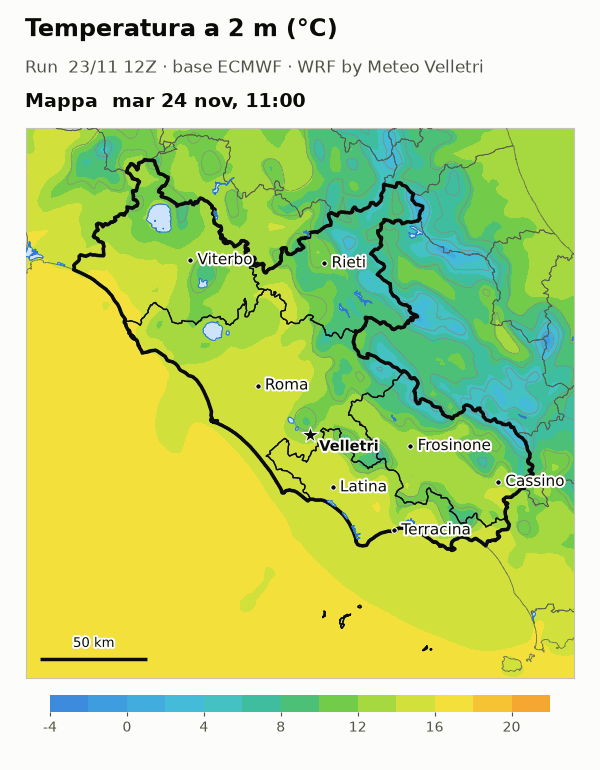 Temperatura a 2 m (°C)
Run  23/11 12Z · base ECMWF · WRF by Meteo Velletri
Mappa  mar 24 nov, 11:00
Viterbo
Rieti
Roma
Velletri
Frosinone
Latina
Cassino
Terracina
50 km
-4 0 4 8 12 16 20